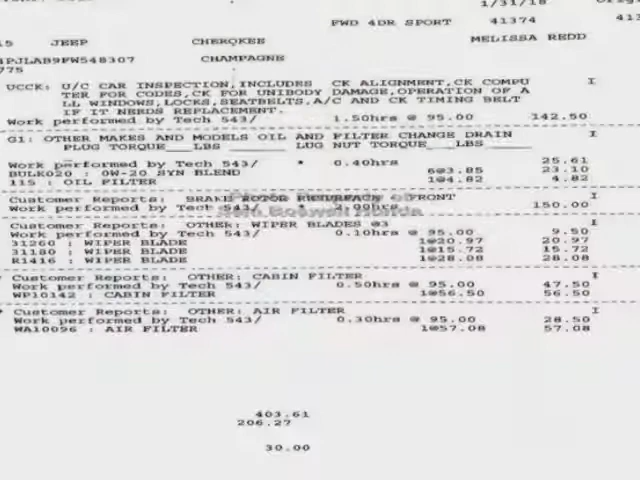 1/31/18
FWD 4DR SPORT 41374 413
15 JEEP CHEROKEE MELISSA REDD
4PJLAB9FW548307 CHAMPAGNE
775
UCCK: U/C CAR INSPECTION,INCLUDES CK ALIGNMENT,CK COMPU I
TER FOR CODES,CK FOR UNIBODY DAMAGE,OPERATION OF A
LL WINDOWS,LOCKS,SEATBELTS,A/C AND CK TIMING BELT
IF IT NEEDS REPLACEMENT.
Work performed by Tech 543/ 1.50hrs @ 95.00 142.50
G1: OTHER MAKES AND MODELS OIL AND FILTER CHANGE DRAIN I
PLUG TORQUE___LBS ______ LUG NUT TORQUE___LBS _____
Work performed by Tech 543/ * 0.40hrs 25.61
BULK020 : 0W-20 SYN BLEND 6@3.85 23.10
115 : OIL FILTER 1@4.82 4.82
Customer Reports: BRAKE ROTOR RESURFACE FRONT I
Work performed by Tech 543/ * 2.00hrs 150.00
Customer Reports: OTHER: WIPER BLADES @3 I
Work performed by Tech 543/ 0.10hrs @ 95.00 9.50
31260 : WIPER BLADE 1@20.97 20.97
31180 : WIPER BLADE 1@15.72 15.72
R1416 : WIPER BLADE 1@28.08 28.08
Customer Reports: OTHER: CABIN FILTER I
Work performed by Tech 543/ 0.50hrs @ 95.00 47.50
WP10142 : CABIN FILTER 1@56.50 56.50
* Customer Reports: OTHER: AIR FILTER I
Work performed by Tech 543/ 0.30hrs @ 95.00 28.50
WA10096 : AIR FILTER 1@57.08 57.08
403.61
206.27
30.00